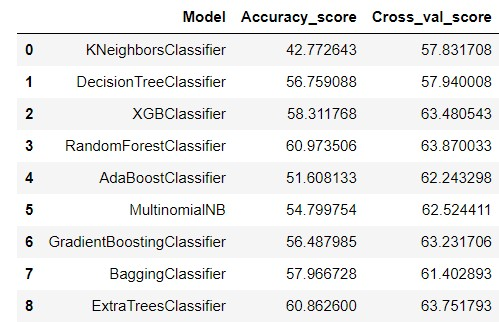 Model Accuracy_score Cross_val_score
0 KNeighborsClassifier 42.772643 57.831708
1 DecisionTreeClassifier 56.759088 57.940008
2 XGBClassifier 58.311768 63.480543
3 RandomForestClassifier 60.973506 63.870033
4 AdaBoostClassifier 51.608133 62.243298
5 MultinomialNB 54.799754 62.524411
6 GradientBoostingClassifier 56.487985 63.231706
7 BaggingClassifier 57.966728 61.402893
8 ExtraTreesClassifier 60.862600 63.751793